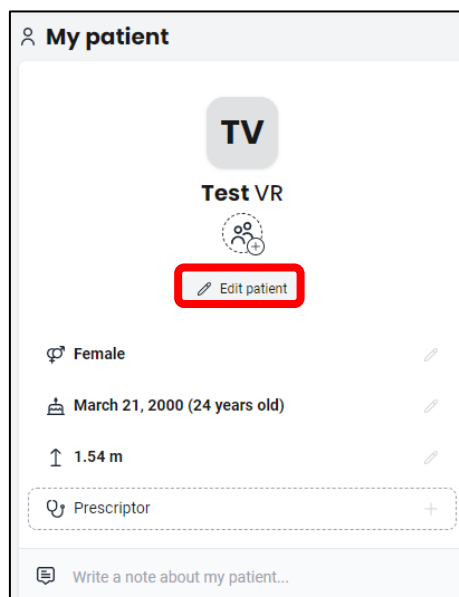 My patient
TV
Test VR
Edit patient
Female
March 21, 2000 (24 years old)
1.54 m
Prescriptor
Write a note about my patient...